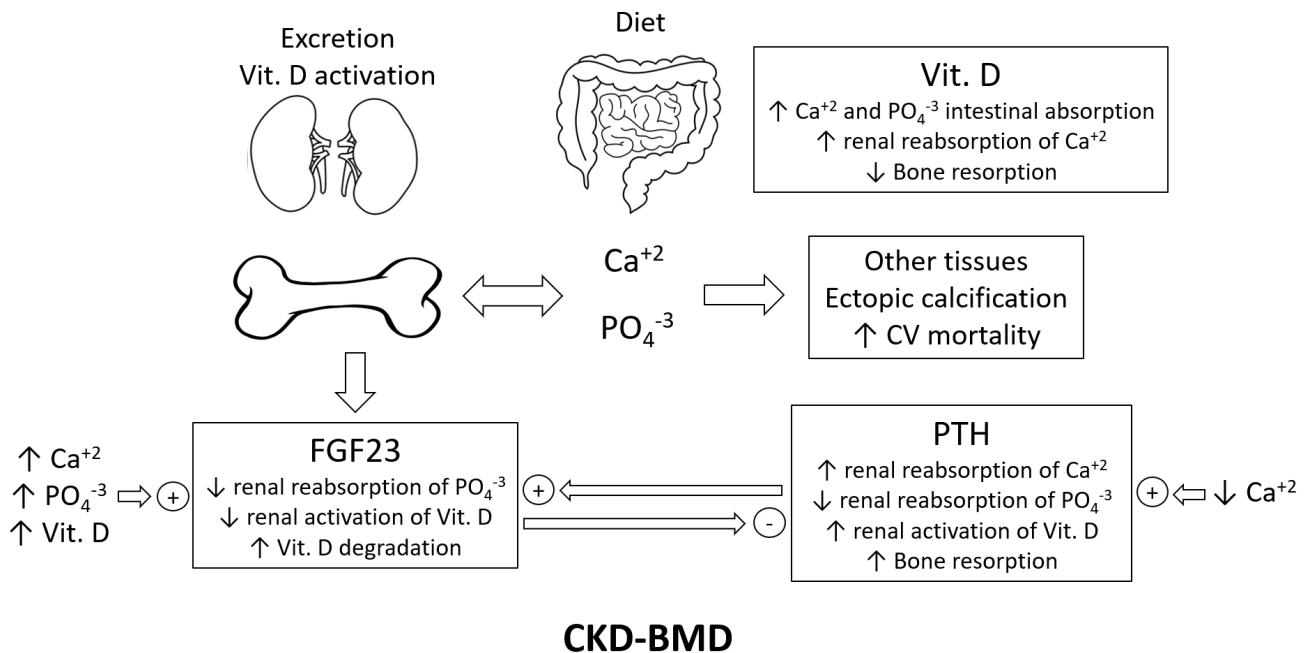 Excretion
Vit. D activation
Diet
Vit. D
↑ Ca⁺² and PO₄⁻³ intestinal absorption
↑ renal reabsorption of Ca⁺²
↓ Bone resorption
Ca⁺²
PO₄⁻³
Other tissues
Ectopic calcification
↑ CV mortality
↑ Ca⁺²
↑ PO₄⁻³
↑ Vit. D
+
FGF23
↓ renal reabsorption of PO₄⁻³
↓ renal activation of Vit. D
↑ Vit. D degradation
+
-
PTH
↑ renal reabsorption of Ca⁺²
↓ renal reabsorption of PO₄⁻³
↑ renal activation of Vit. D
↑ Bone resorption
+
↓ Ca⁺²
CKD-BMD